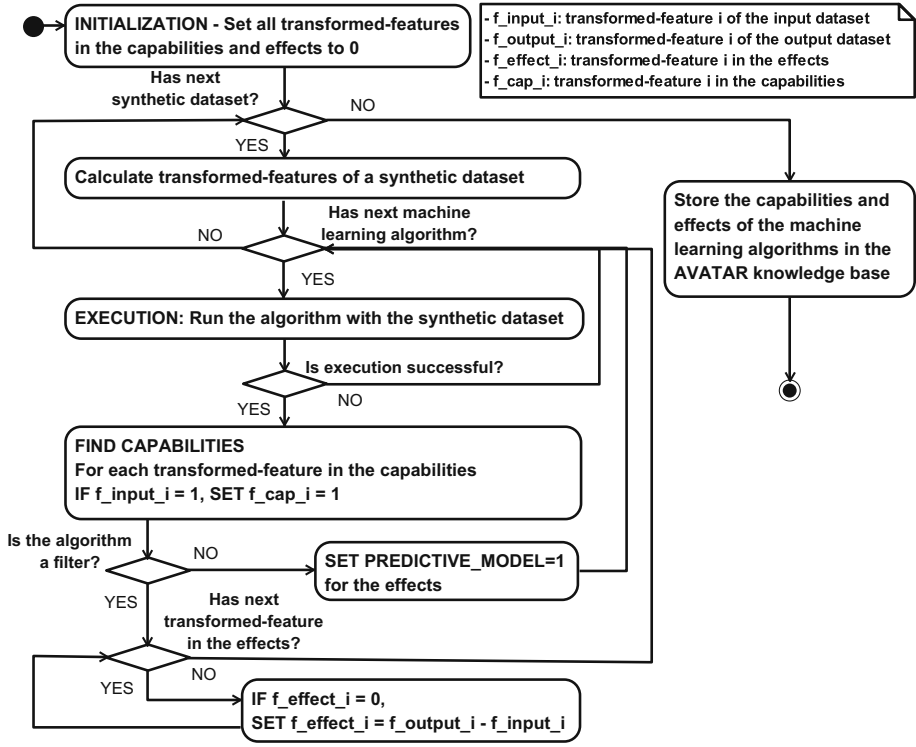 INITIALIZATION - Set all transformed-features
in the capabilities and effects to 0
- f_input_i: transformed-feature i of the input dataset
- f_output_i: transformed-feature i of the output dataset
- f_effect_i: transformed-feature i in the effects
- f_cap_i: transformed-feature i in the capabilities
Has next
synthetic dataset?
NO
YES
Calculate transformed-features of a synthetic dataset
Has next machine
learning algorithm?
NO
YES
Store the capabilities and
effects of the machine
learning algorithms in the
AVATAR knowledge base
EXECUTION: Run the algorithm with the synthetic dataset
Is execution successful?
YES
NO
FIND CAPABILITIES
For each transformed-feature in the capabilities
IF f_input_i = 1, SET f_cap_i = 1
Is the algorithm
a filter?
NO
YES
SET PREDICTIVE_MODEL=1
for the effects
Has next
transformed-feature
in the effects?
YES
NO
IF f_effect_i = 0,
SET f_effect_i = f_output_i - f_input_i